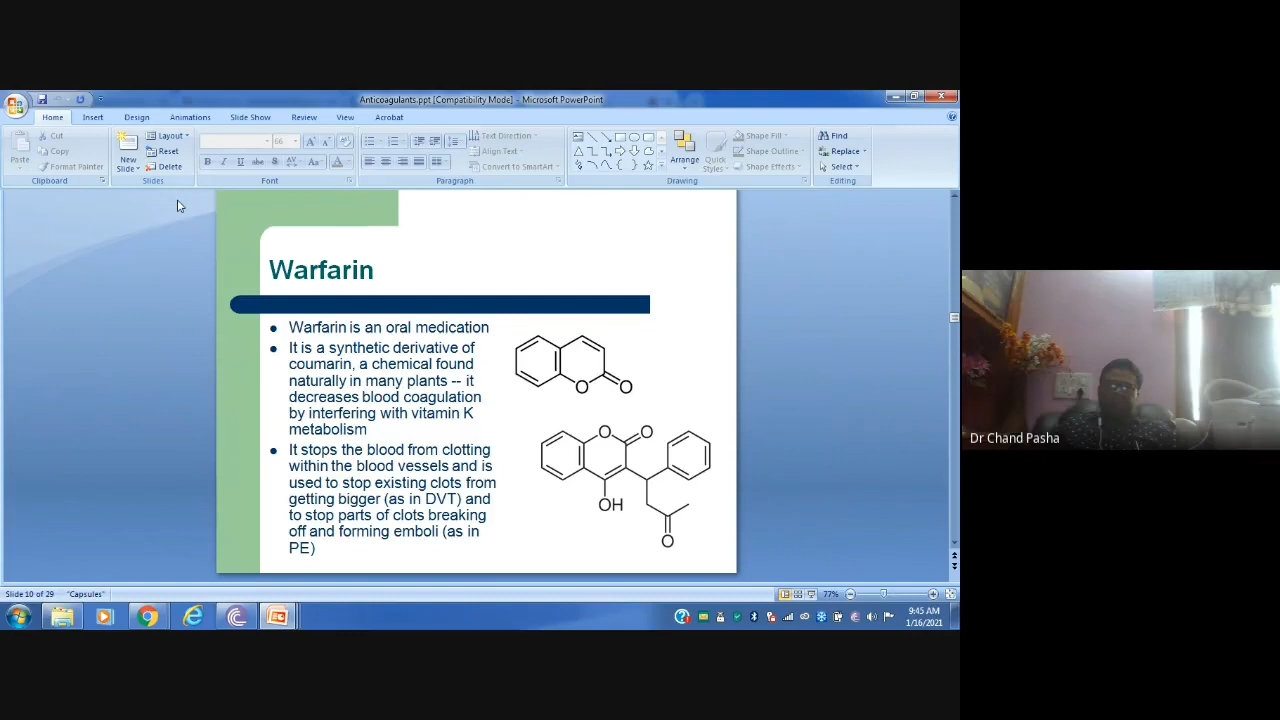 Anticoagulants.ppt [Compatibility Mode] - Microsoft PowerPoint
Home Insert Design Animations Slide Show Review View Acrobat
Paste
Cut
Copy
Format Painter
Clipboard
New
Slide
Layout
Reset
Delete
Slides
66
Font
Paragraph
Text Direction
Align Text
Convert to SmartArt
Arrange
Quick
Styles
Shape Fill
Shape Outline
Shape Effects
Drawing
Find
Replace
Select
Editing
Warfarin
● Warfarin is an oral medication
● It is a synthetic derivative of
coumarin, a chemical found
naturally in many plants -- it
decreases blood coagulation
by interfering with vitamin K
metabolism
● It stops the blood from clotting
within the blood vessels and is
used to stop existing clots from
getting bigger (as in DVT) and
to stop parts of clots breaking
off and forming emboli (as in
PE)
O O
O O
OH
O
Dr Chand Pasha
Slide 10 of 29 "Capsules" 77%
9:45 AM
1/16/2021